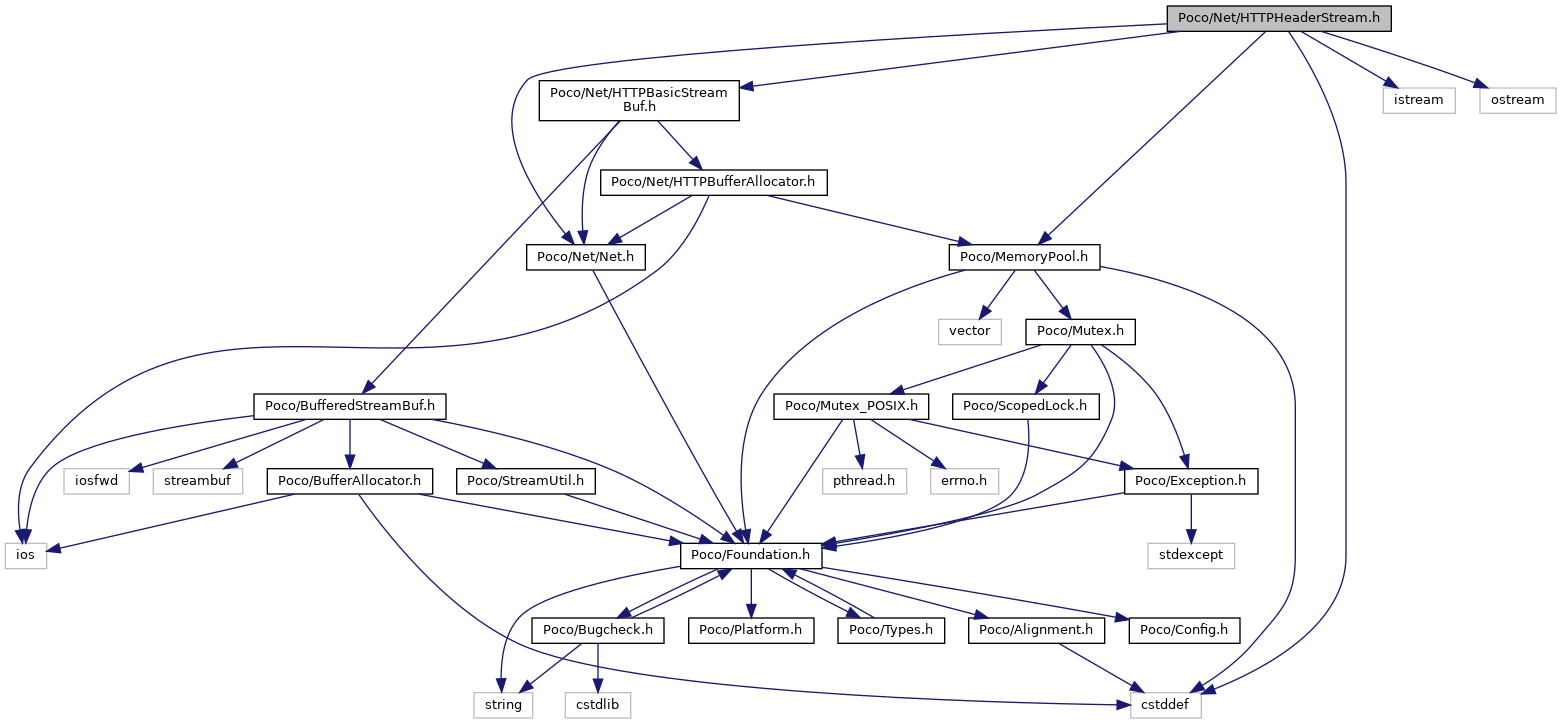 Poco/Net/HTTPHeaderStream.h
Poco/Net/HTTPBasicStream
Buf.h
istream
ostream
Poco/Net/HTTPBufferAllocator.h
Poco/Net/Net.h
Poco/MemoryPool.h
vector
Poco/Mutex.h
Poco/BufferedStreamBuf.h
Poco/Mutex_POSIX.h
Poco/ScopedLock.h
iosfwd
streambuf
Poco/BufferAllocator.h
Poco/StreamUtil.h
pthread.h
errno.h
Poco/Exception.h
ios
Poco/Foundation.h
stdexcept
Poco/Bugcheck.h
Poco/Platform.h
Poco/Types.h
Poco/Alignment.h
Poco/Config.h
string
cstdlib
cstddef